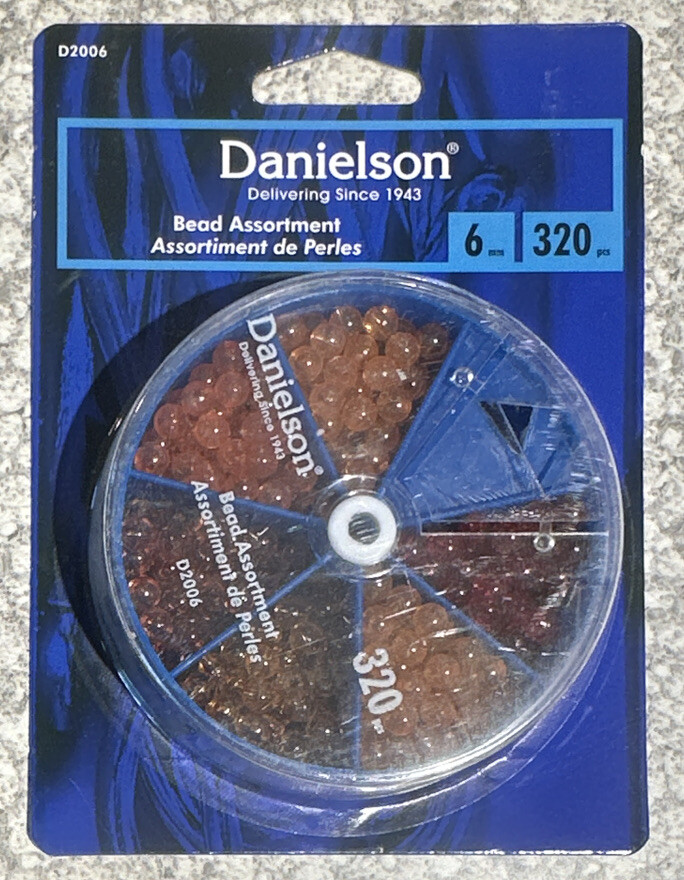 D2006
Danielson®
Delivering Since 1943
Bead Assortment
Assortiment de Perles
6 mm
320 pcs
Danielson®
Delivering since 1943
Bead Assortment
Assortiment de Perles
D2006
320 pc